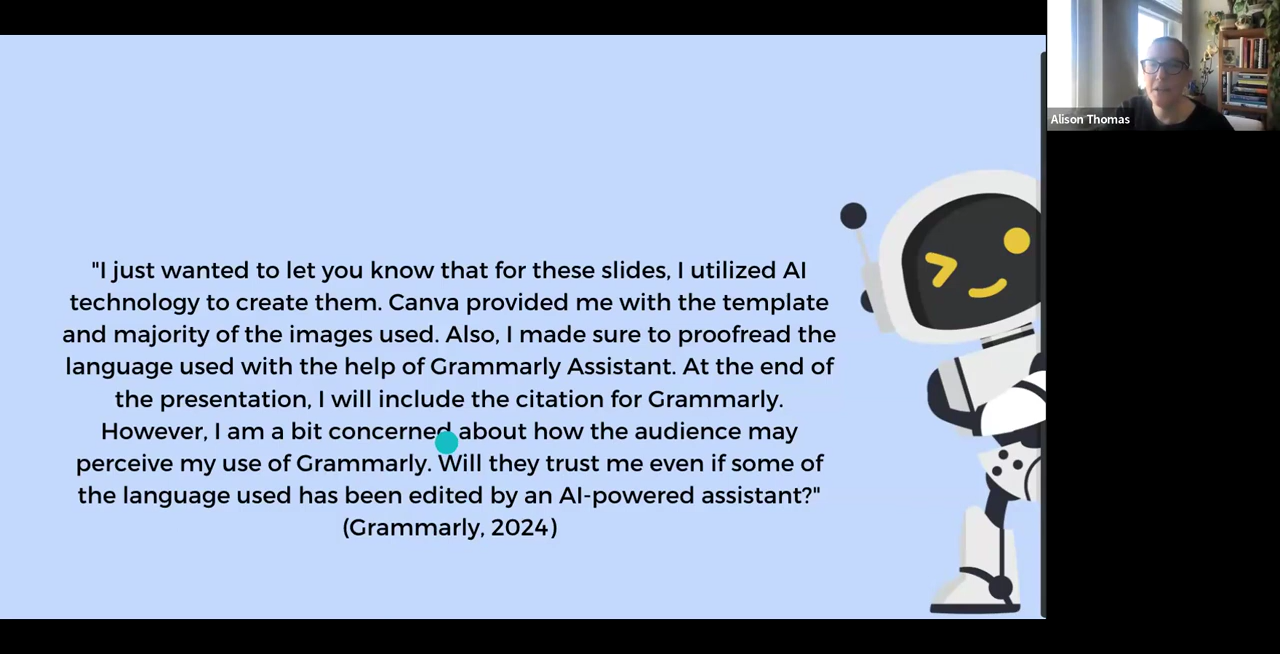 "I just wanted to let you know that for these slides, I utilized AI
technology to create them. Canva provided me with the template
and majority of the images used. Also, I made sure to proofread the
language used with the help of Grammarly Assistant. At the end of
the presentation, I will include the citation for Grammarly.
However, I am a bit concerned about how the audience may
perceive my use of Grammarly. Will they trust me even if some of
the language used has been edited by an AI-powered assistant?"
(Grammarly, 2024)
Alison Thomas